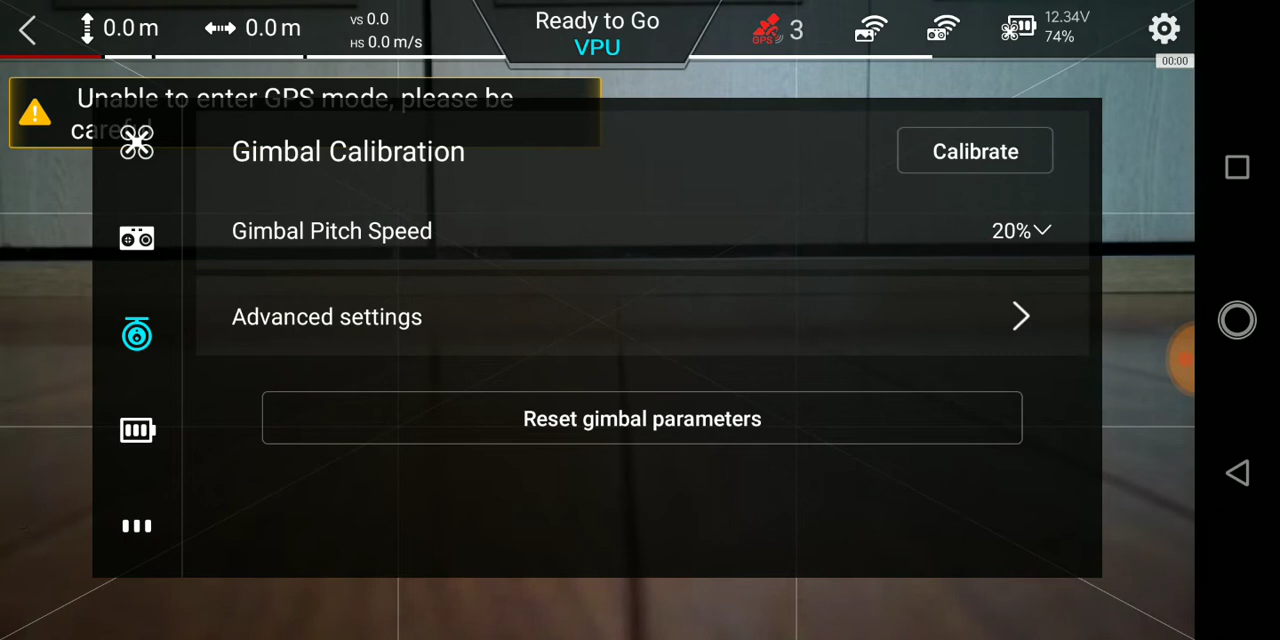 0.0 m
0.0 m
VS 0.0
HS 0.0 m/s
Ready to Go
VPU
GPS
3
12.34V
74%
00:00
Unable to enter GPS mode, please be
careful
Gimbal Calibration
Calibrate
Gimbal Pitch Speed
20%
Advanced settings
Reset gimbal parameters